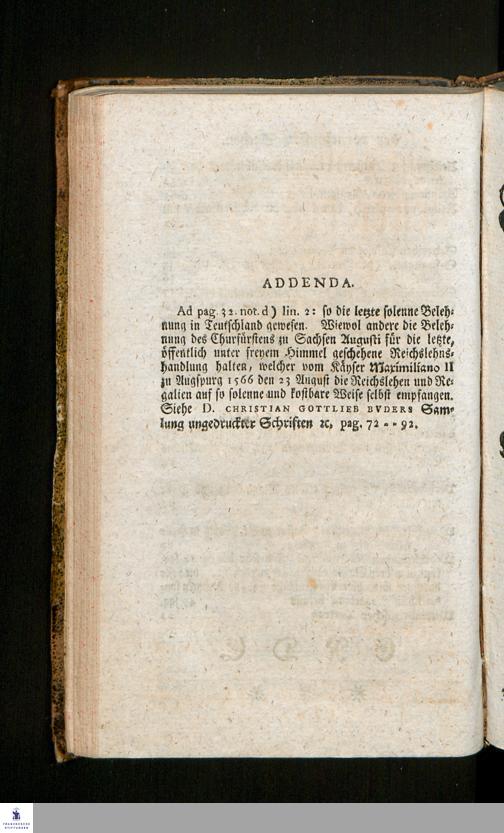 ADDENDA.
Ad pag. 32. not. d) lin. 2: so die letzte solenne Beleh-
nung in Teutschland gewesen. Wiewol andere die Beleh-
nung des Churfürstens zu Sachsen Augusti für die letzte,
öffentlich unter freyem Himmel geschehene Reichslehns-
handlung halten, welcher vom Käyser Maximiliano II
zu Augspurg 1566 den 23 August die Reichslehen und Re-
galien auf so solenne und kostbare Weise selbst empfangen.
Siehe D. CHRISTIAN GOTTLIEB BVDERS Sam-
lung ungedruckter Schriften ꝛc. pag. 72 - - 92.
FRANCKESCHE
STIFTUNGEN